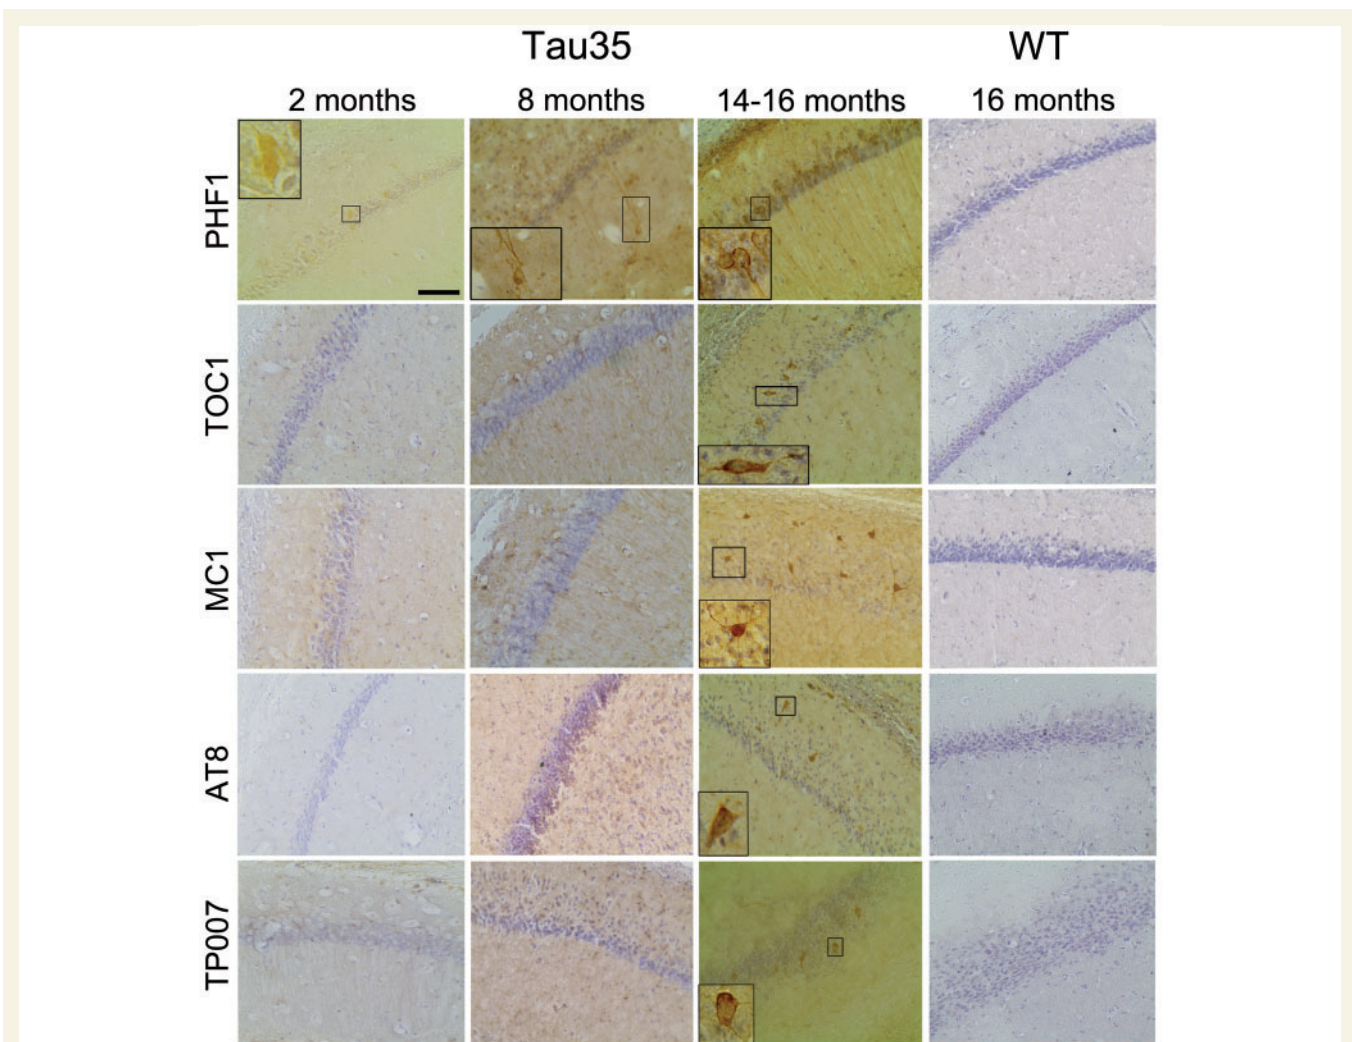 Tau35 WT
2 months 8 months 14-16 months 16 months
PHF1
TOC1
MC1
AT8
TP007